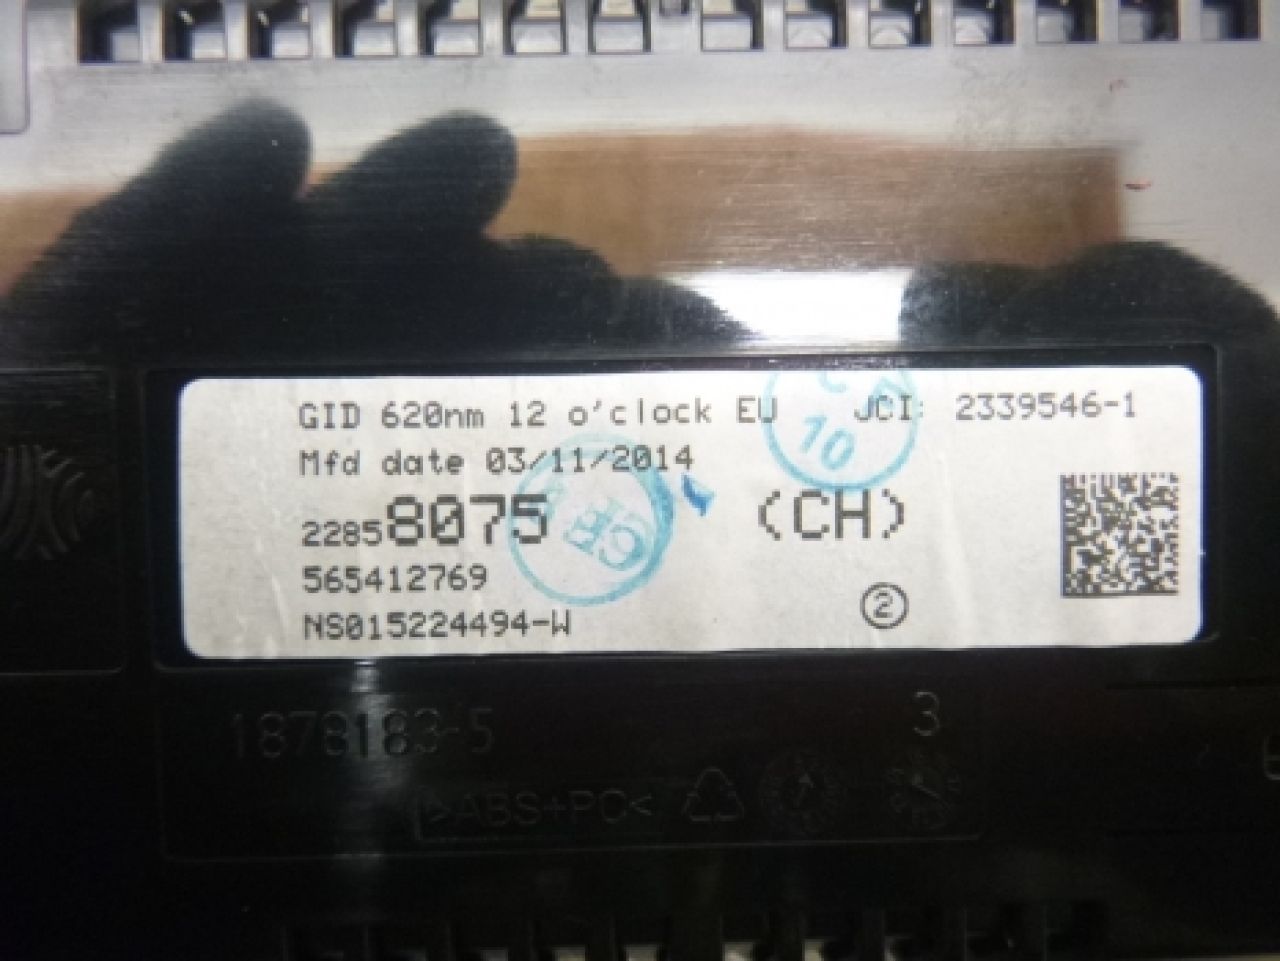 GID 620nm 12 o'clock EU JCI: 2339546-1
Mfd date 03/11/2014
22858075 (CH)
565412769
NS015224494-W
2
10
1878183-5
3
>ABS+PC<